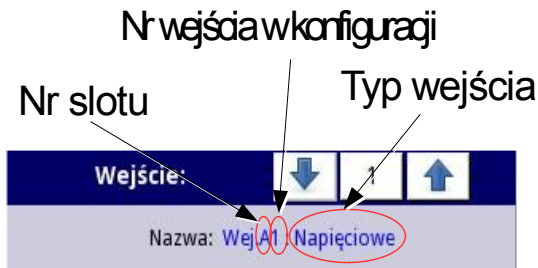 Nr wejścia w konfiguracji
Nr slotu
Typ wejścia
Wejście: 1
Nazwa: Wej.A1 : Napięciowe